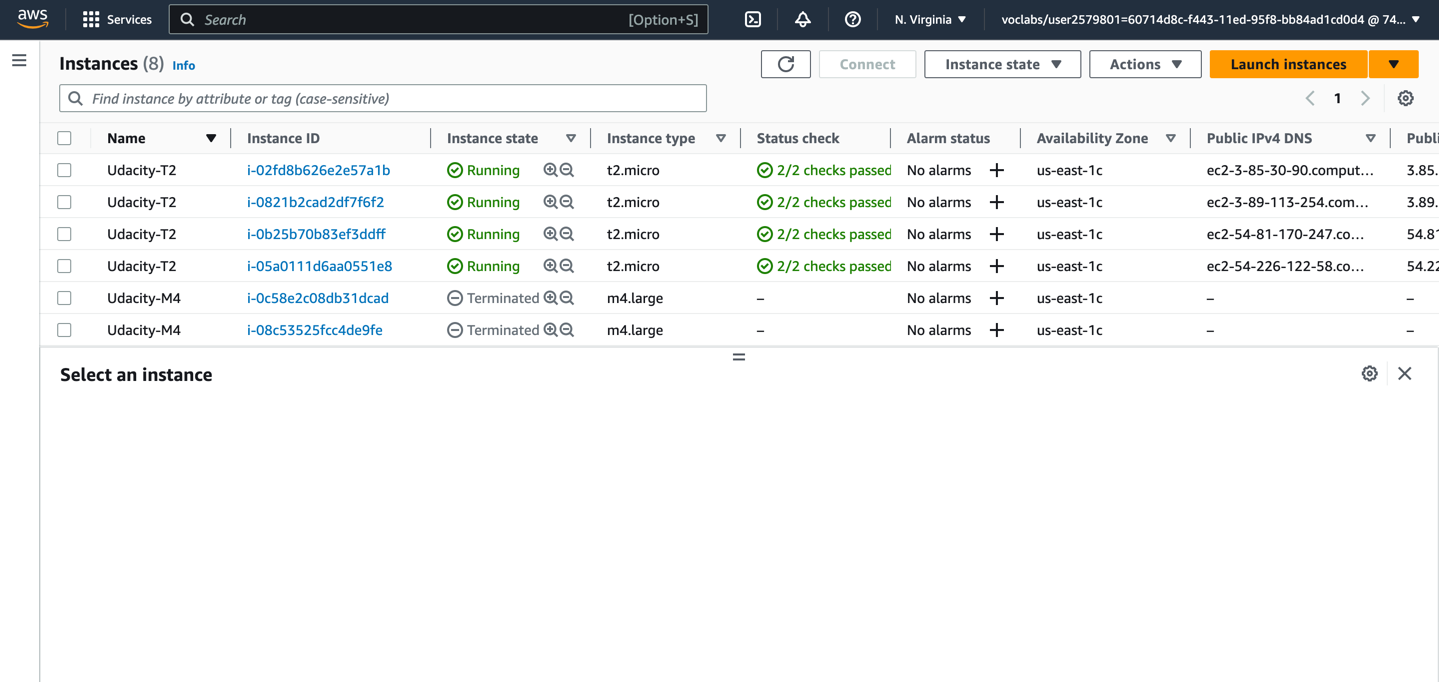 aws Services Search [Option+S] N. Virginia voclabs/user2579801=60714d8c-f443-11ed-95f8-bb84ad1cd0d4 @ 74...
Instances (8) Info Connect Instance state Actions Launch instances
Find instance by attribute or tag (case-sensitive) 1
Name Instance ID Instance state Instance type Status check Alarm status Availability Zone Public IPv4 DNS Publi
Udacity-T2 i-02fd8b626e2e57a1b Running t2.micro 2/2 checks passed No alarms + us-east-1c ec2-3-85-30-90.comput... 3.85.
Udacity-T2 i-0821b2cad2df7f6f2 Running t2.micro 2/2 checks passed No alarms + us-east-1c ec2-3-89-113-254.com... 3.89.
Udacity-T2 i-0b25b70b83ef3ddff Running t2.micro 2/2 checks passed No alarms + us-east-1c ec2-54-81-170-247.co... 54.81
Udacity-T2 i-05a0111d6aa0551e8 Running t2.micro 2/2 checks passed No alarms + us-east-1c ec2-54-226-122-58.co... 54.22
Udacity-M4 i-0c58e2c08db31dcad Terminated m4.large – No alarms + us-east-1c – –
Udacity-M4 i-08c53525fcc4de9fe Terminated m4.large – No alarms + us-east-1c – –
Select an instance